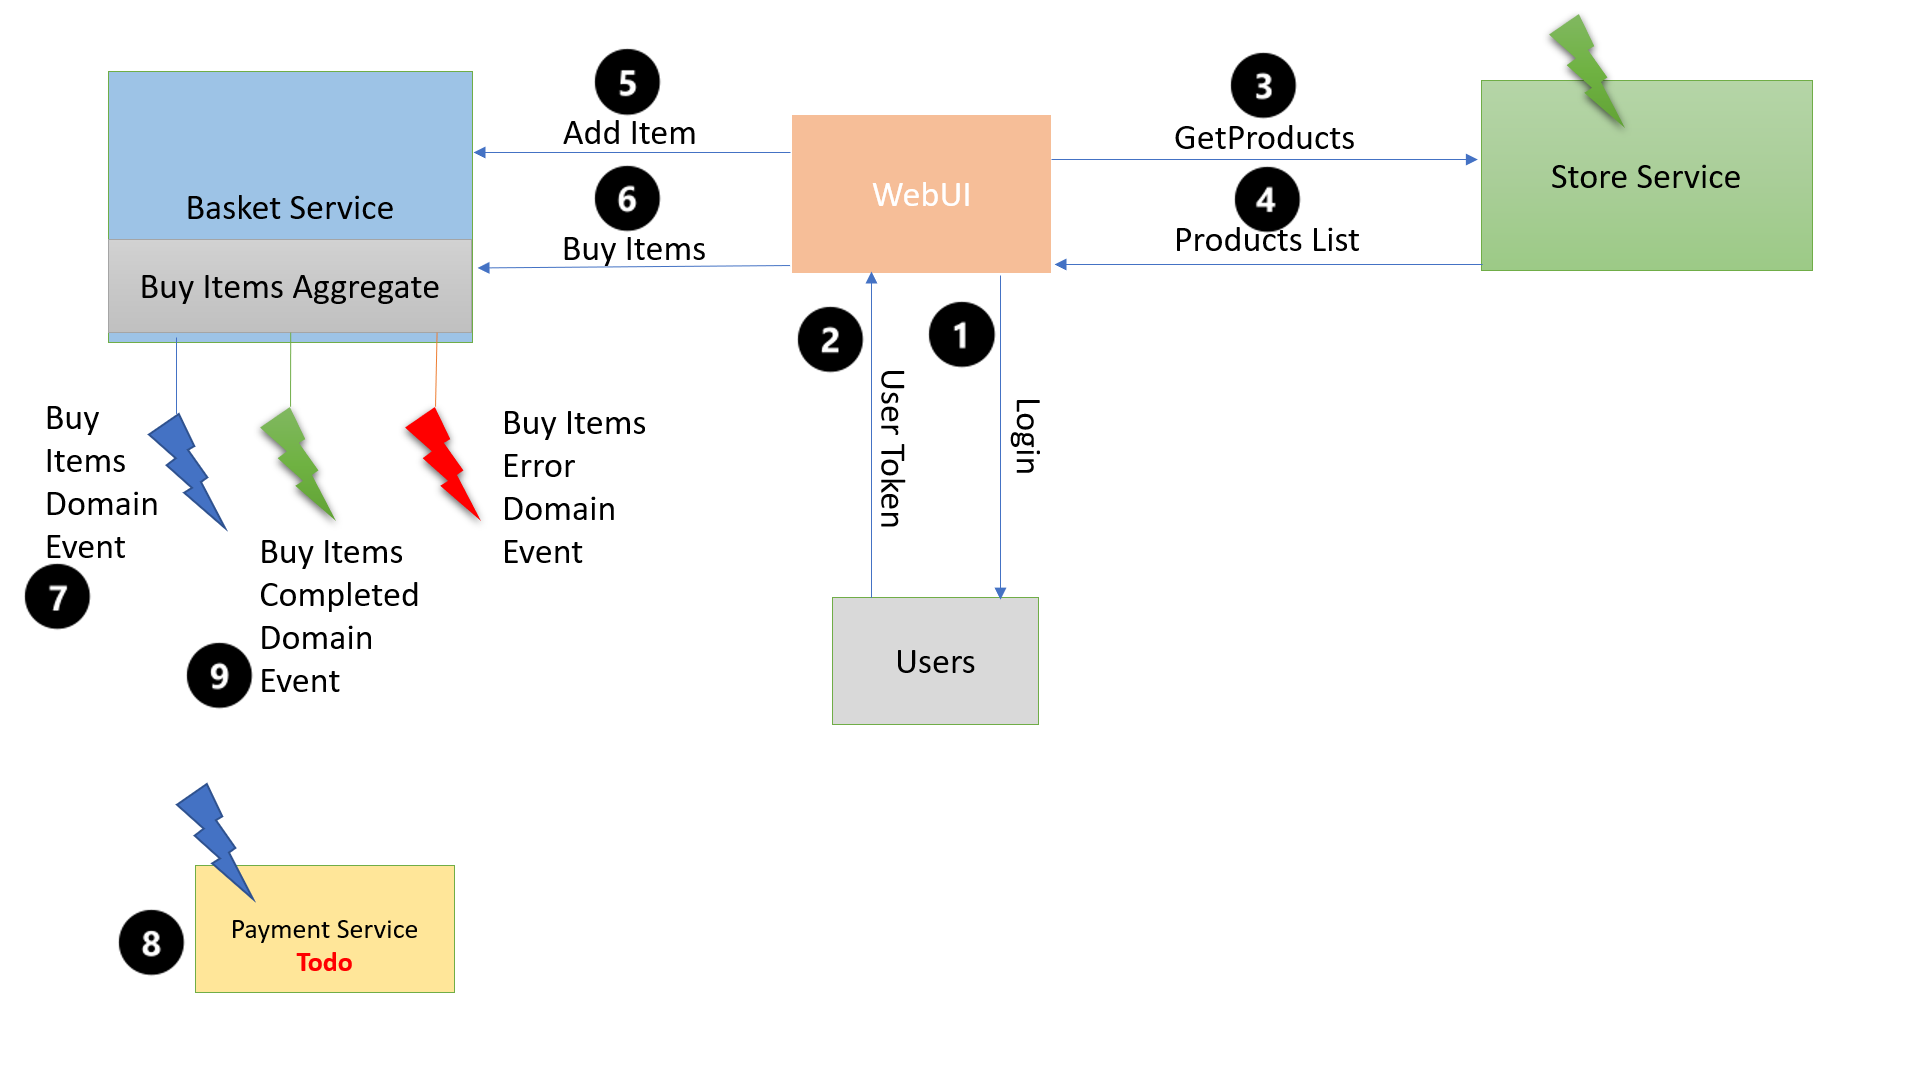 5
Add Item
6
Buy Items
3
GetProducts
4
Products List
WebUI
Store Service
Basket Service
Buy Items Aggregate
2
1
User Token
Login
Users
Buy
Items
Domain
Event
7
Buy Items
Completed
Domain
Event
9
Buy Items
Error
Domain
Event
8
Payment Service
Todo